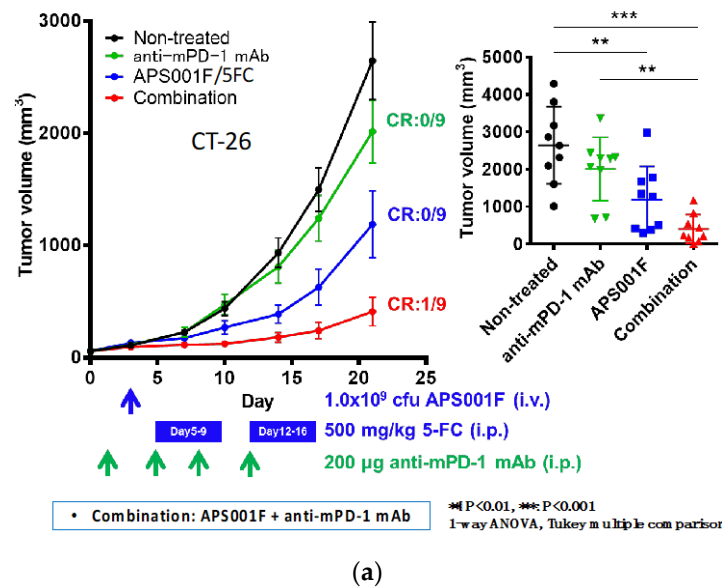 Tumor volume (mm³)
3000
2000
1000
0
0 5 10 15 20 25
Day
Non-treated
anti-mPD-1 mAb
APS001F/5FC
Combination
CT-26
CR:0/9
CR:0/9
CR:1/9
Tumor volume (mm³)
5000
4000
3000
2000
1000
0
***
**
**
Non-treated
anti-mPD-1 mAb
APS001F
Combination
1.0x10⁹ cfu APS001F (i.v.)
Day5-9
Day12-16
500 mg/kg 5-FC (i.p.)
200 µg anti-mPD-1 mAb (i.p.)
• Combination: APS001F + anti-mPD-1 mAb
**: P<0.01, ***: P<0.001
1-way ANOVA, Tukey multiple comparison
(a)